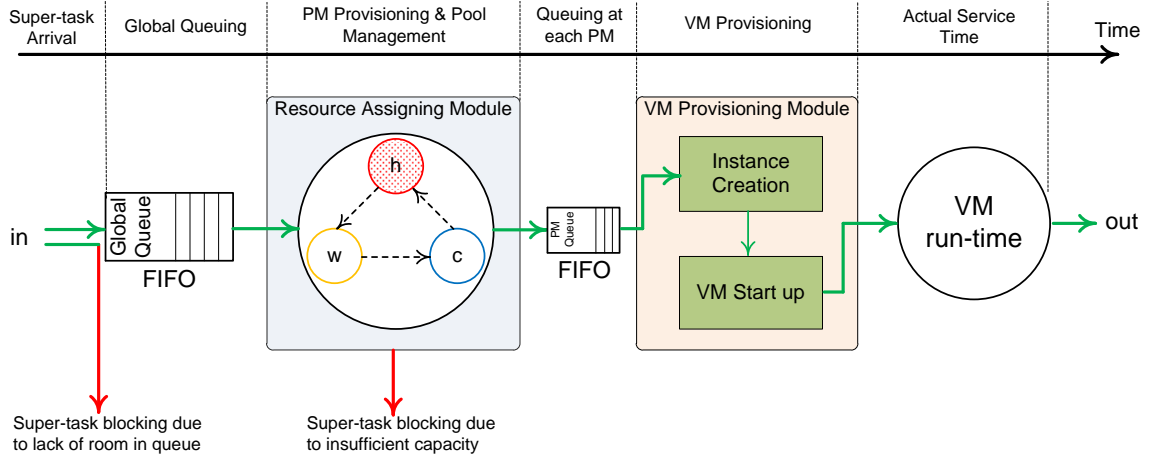 Super-task
Arrival
Global Queuing
PM Provisioning & Pool
Management
Queuing at
each PM
VM Provisioning
Actual Service
Time
Time
Resource Assigning Module
VM Provisioning Module
h
w
c
in
Global
Queue
FIFO
PM
Queue
FIFO
Instance
Creation
VM Start up
VM
run-time
out
Super-task blocking due
to lack of room in queue
Super-task blocking due
to insufficient capacity